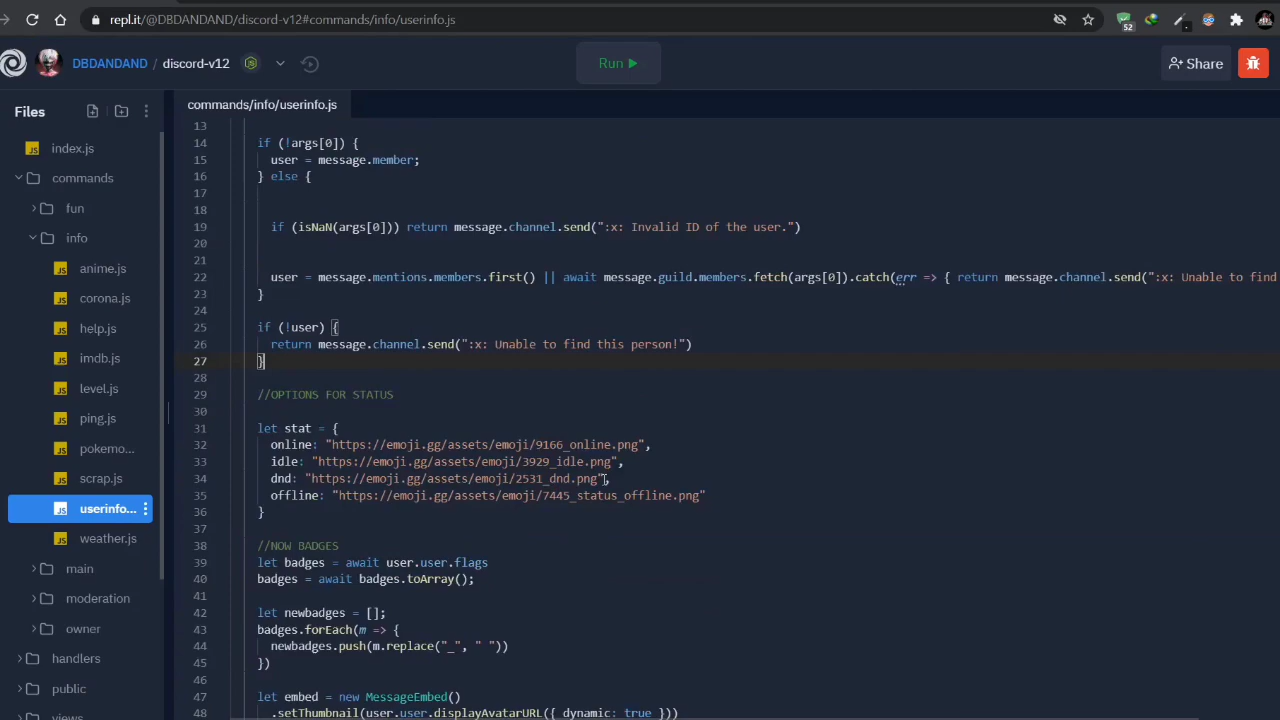 repl.it/@DBDANDAND/discord-v12#commands/info/userinfo.js
52
DBDANDAND / discord-v12
Run
Share
Files
commands/info/userinfo.js
index.js
commands
fun
info
anime.js
corona.js
help.js
imdb.js
level.js
ping.js
pokemo...
scrap.js
userinfo...
weather.js
main
moderation
owner
handlers
public
views
13
14 if (!args[0]) {
15 user = message.member;
16 } else {
17
18
19 if (isNaN(args[0])) return message.channel.send(":x: Invalid ID of the user.")
20
21
22 user = message.mentions.members.first() || await message.guild.members.fetch(args[0]).catch(err => { return message.channel.send(":x: Unable to find
23 }
24
25 if (!user) {
26 return message.channel.send(":x: Unable to find this person!")
27 }
28
29 //OPTIONS FOR STATUS
30
31 let stat = {
32 online: "https://emoji.gg/assets/emoji/9166_online.png",
33 idle: "https://emoji.gg/assets/emoji/3929_idle.png",
34 dnd: "https://emoji.gg/assets/emoji/2531_dnd.png",
35 offline: "https://emoji.gg/assets/emoji/7445_status_offline.png"
36 }
37
38 //NOW BADGES
39 let badges = await user.user.flags
40 badges = await badges.toArray();
41
42 let newbadges = [];
43 badges.forEach(m => {
44 newbadges.push(m.replace("_", " "))
45 })
46
47 let embed = new MessageEmbed()
48 .setThumbnail(user.user.displayAvatarURL({ dynamic: true }))